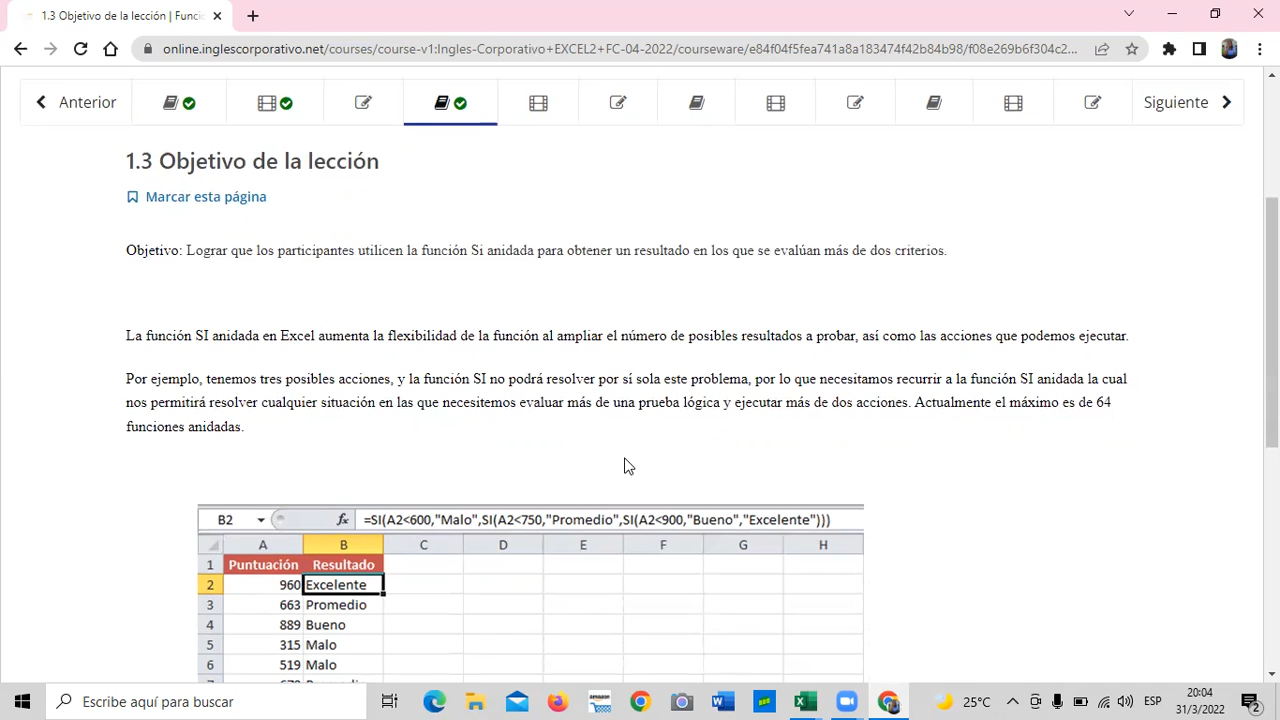 1.3 Objetivo de la lección | Funci
online.inglescorporativo.net/courses/course-v1:Ingles-Corporativo+EXCEL2+FC-04-2022/courseware/e84f04f5fea741a8a183474f42b84b98/f08e269b6f304c2...
Anterior
Siguiente
1.3 Objetivo de la lección
Marcar esta página
Objetivo: Lograr que los participantes utilicen la función Si anidada para obtener un resultado en los que se evalúan más de dos criterios.
La función SI anidada en Excel aumenta la flexibilidad de la función al ampliar el número de posibles resultados a probar, así como las acciones que podemos ejecutar.
Por ejemplo, tenemos tres posibles acciones, y la función SI no podrá resolver por sí sola este problema, por lo que necesitamos recurrir a la función SI anidada la cual
nos permitirá resolver cualquier situación en las que necesitemos evaluar más de una prueba lógica y ejecutar más de dos acciones. Actualmente el máximo es de 64
funciones anidadas.
B2 fx =SI(A2<600,"Malo",SI(A2<750,"Promedio",SI(A2<900,"Bueno","Excelente")))
A B C D E F G H
1 Puntuación Resultado
2 960 Excelente
3 663 Promedio
4 889 Bueno
5 315 Malo
6 519 Malo
Escribe aquí para buscar
25°C
ESP
20:04
31/3/2022
2